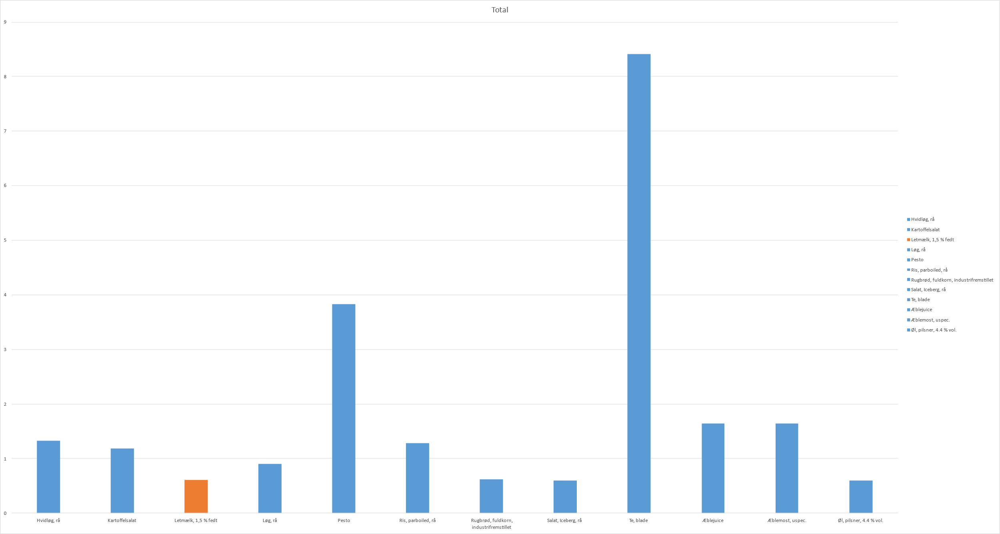 Total
9
8
7
6
5
4
3
2
1
0
Hvidløg, rå
Kartoffelsalat
Letmælk, 1,5 % fedt
Løg, rå
Pesto
Ris, parboiled, rå
Rugbrød, fuldkorn,
industrifremstillet
Salat, Iceberg, rå
Te, blade
Æblejuice
Æblemost, uspec.
Øl, pilsner, 4.4 % vol.
Hvidløg, rå
Kartoffelsalat
Letmælk, 1,5 % fedt
Løg, rå
Pesto
Ris, parboiled, rå
Rugbrød, fuldkorn, industrifremstillet
Salat, Iceberg, rå
Te, blade
Æblejuice
Æblemost, uspec.
Øl, pilsner, 4.4 % vol.